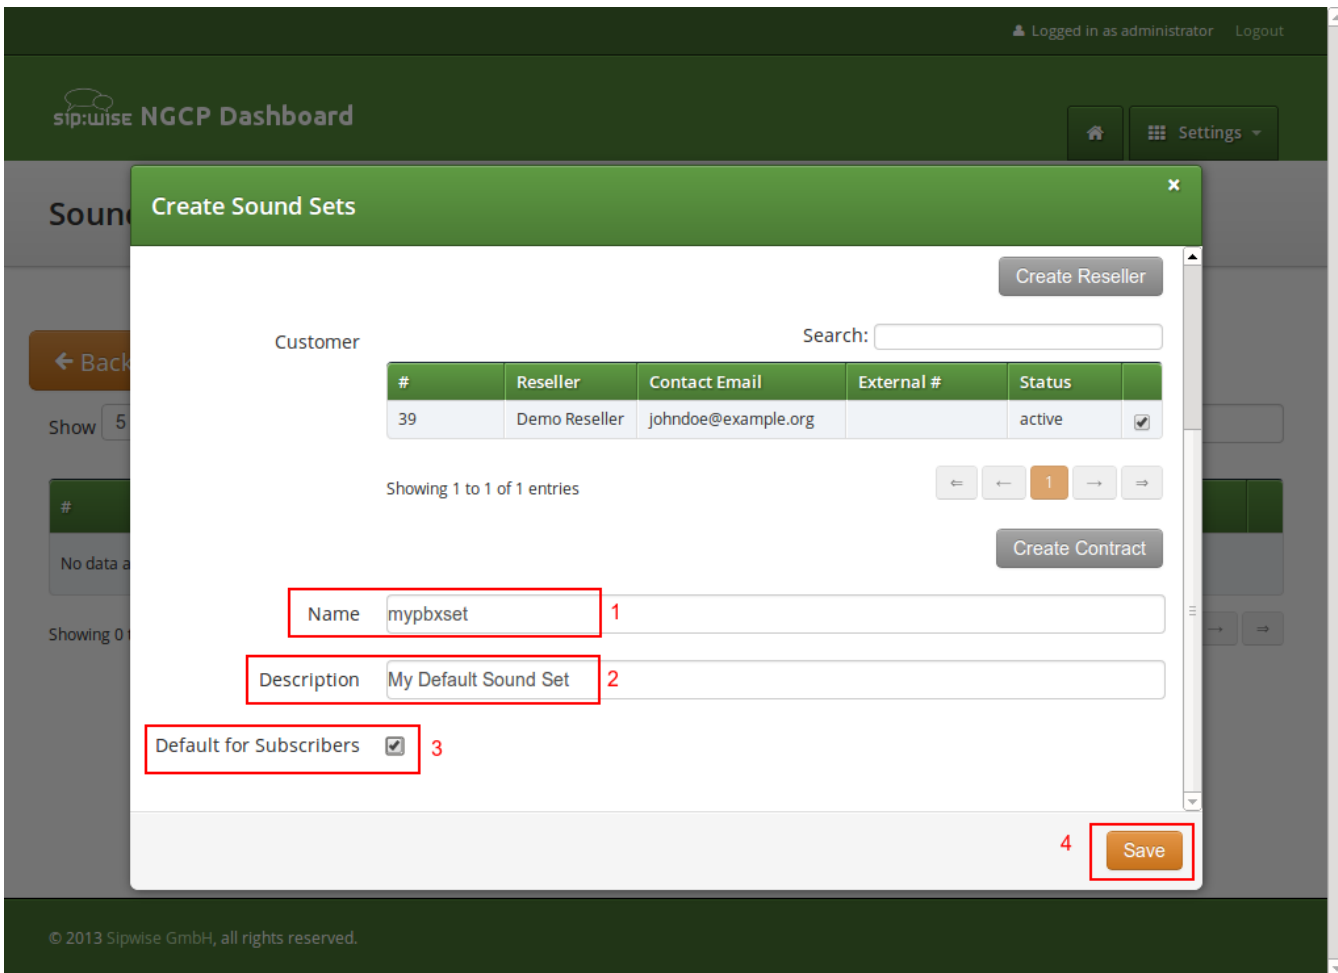 Logged in as administrator Logout
sip:wise NGCP Dashboard
Settings
Soun
Create Sound Sets
×
Create Reseller
Back
Customer
Search:
Show 5
# Reseller Contact Email External # Status
39 Demo Reseller johndoe@example.org active
Showing 1 to 1 of 1 entries
⇐ ← 1 → ⇒
#
No data a
Create Contract
Name mypbxset 1
Showing 0 t
→ ⇒
Description My Default Sound Set 2
Default for Subscribers 3
4 Save
© 2013 Sipwise GmbH, all rights reserved.